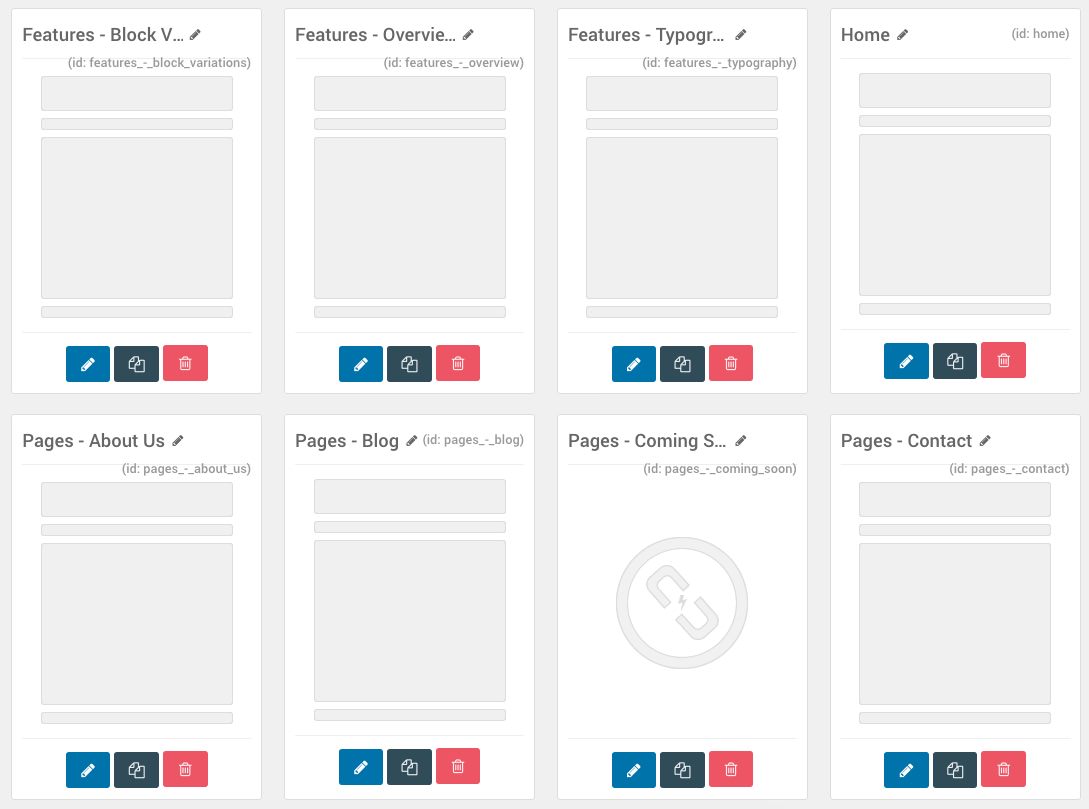 Features - Block V...
(id: features_-_block_variations)
Features - Overvie...
(id: features_-_overview)
Features - Typogr...
(id: features_-_typography)
Home (id: home)
Pages - About Us
(id: pages_-_about_us)
Pages - Blog (id: pages_-_blog)
Pages - Coming S...
(id: pages_-_coming_soon)
Pages - Contact
(id: pages_-_contact)